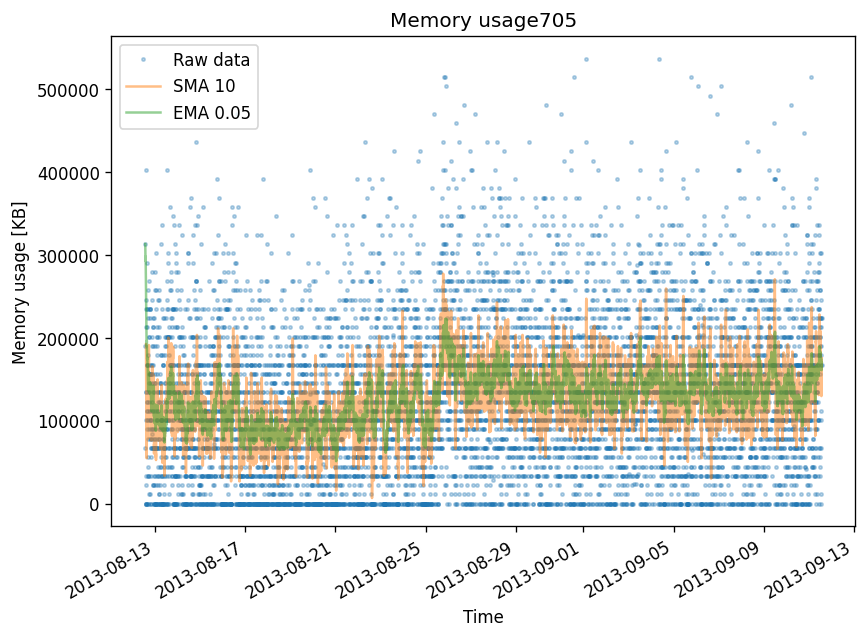 Memory usage705
Raw data
SMA 10
EMA 0.05
500000
400000
300000
200000
100000
0
Memory usage [KB]
2013-08-13
2013-08-17
2013-08-21
2013-08-25
2013-08-29
2013-09-01
2013-09-05
2013-09-09
2013-09-13
Time